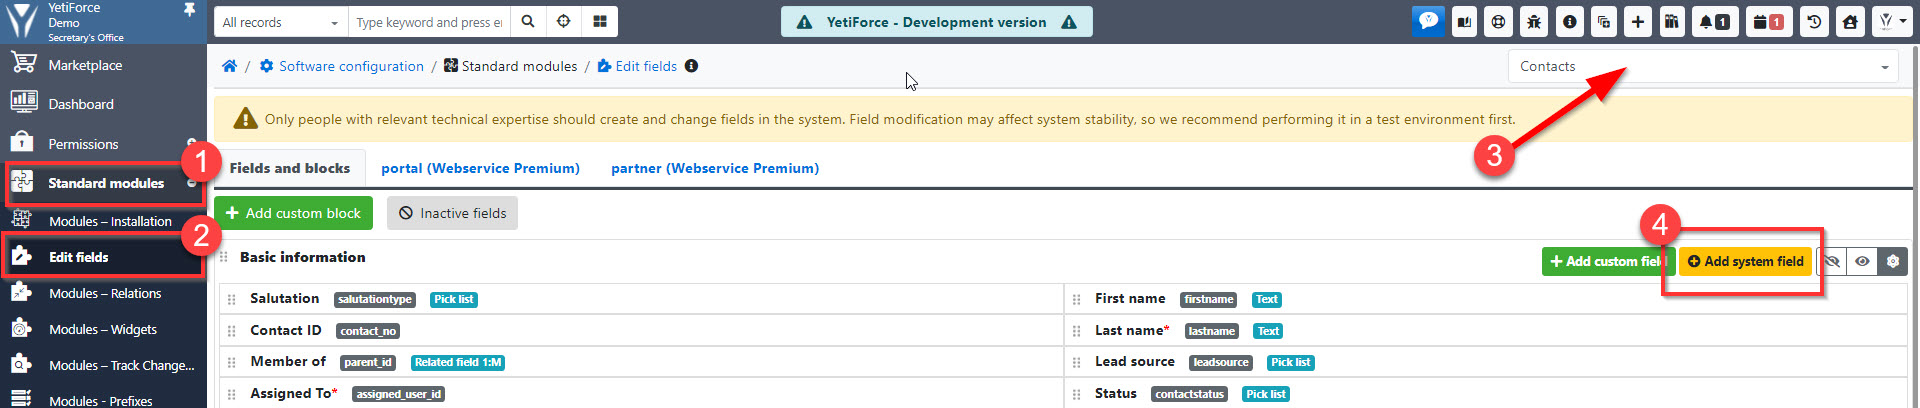 YetiForce
Demo
Secretary's Office
All records
Type keyword and press en
YetiForce - Development version
1
1
Marketplace
Dashboard
Permissions
Standard modules
Modules – Installation
Edit fields
Modules – Relations
Modules – Widgets
Modules – Track Change...
Modules - Prefixes
1
2
/ Software configuration / Standard modules / Edit fields
Contacts
3
Only people with relevant technical expertise should create and change fields in the system. Field modification may affect system stability, so we recommend performing it in a test environment first.
Fields and blocks portal (Webservice Premium) partner (Webservice Premium)
Add custom block Inactive fields
4
Basic information
Add custom field Add system field
Salutation salutationtype Pick list
First name firstname Text
Contact ID contact_no
Last name* lastname Text
Member of parent_id Related field 1:M
Lead source leadsource Pick list
Assigned To* assigned_user_id
Status contactstatus Pick list